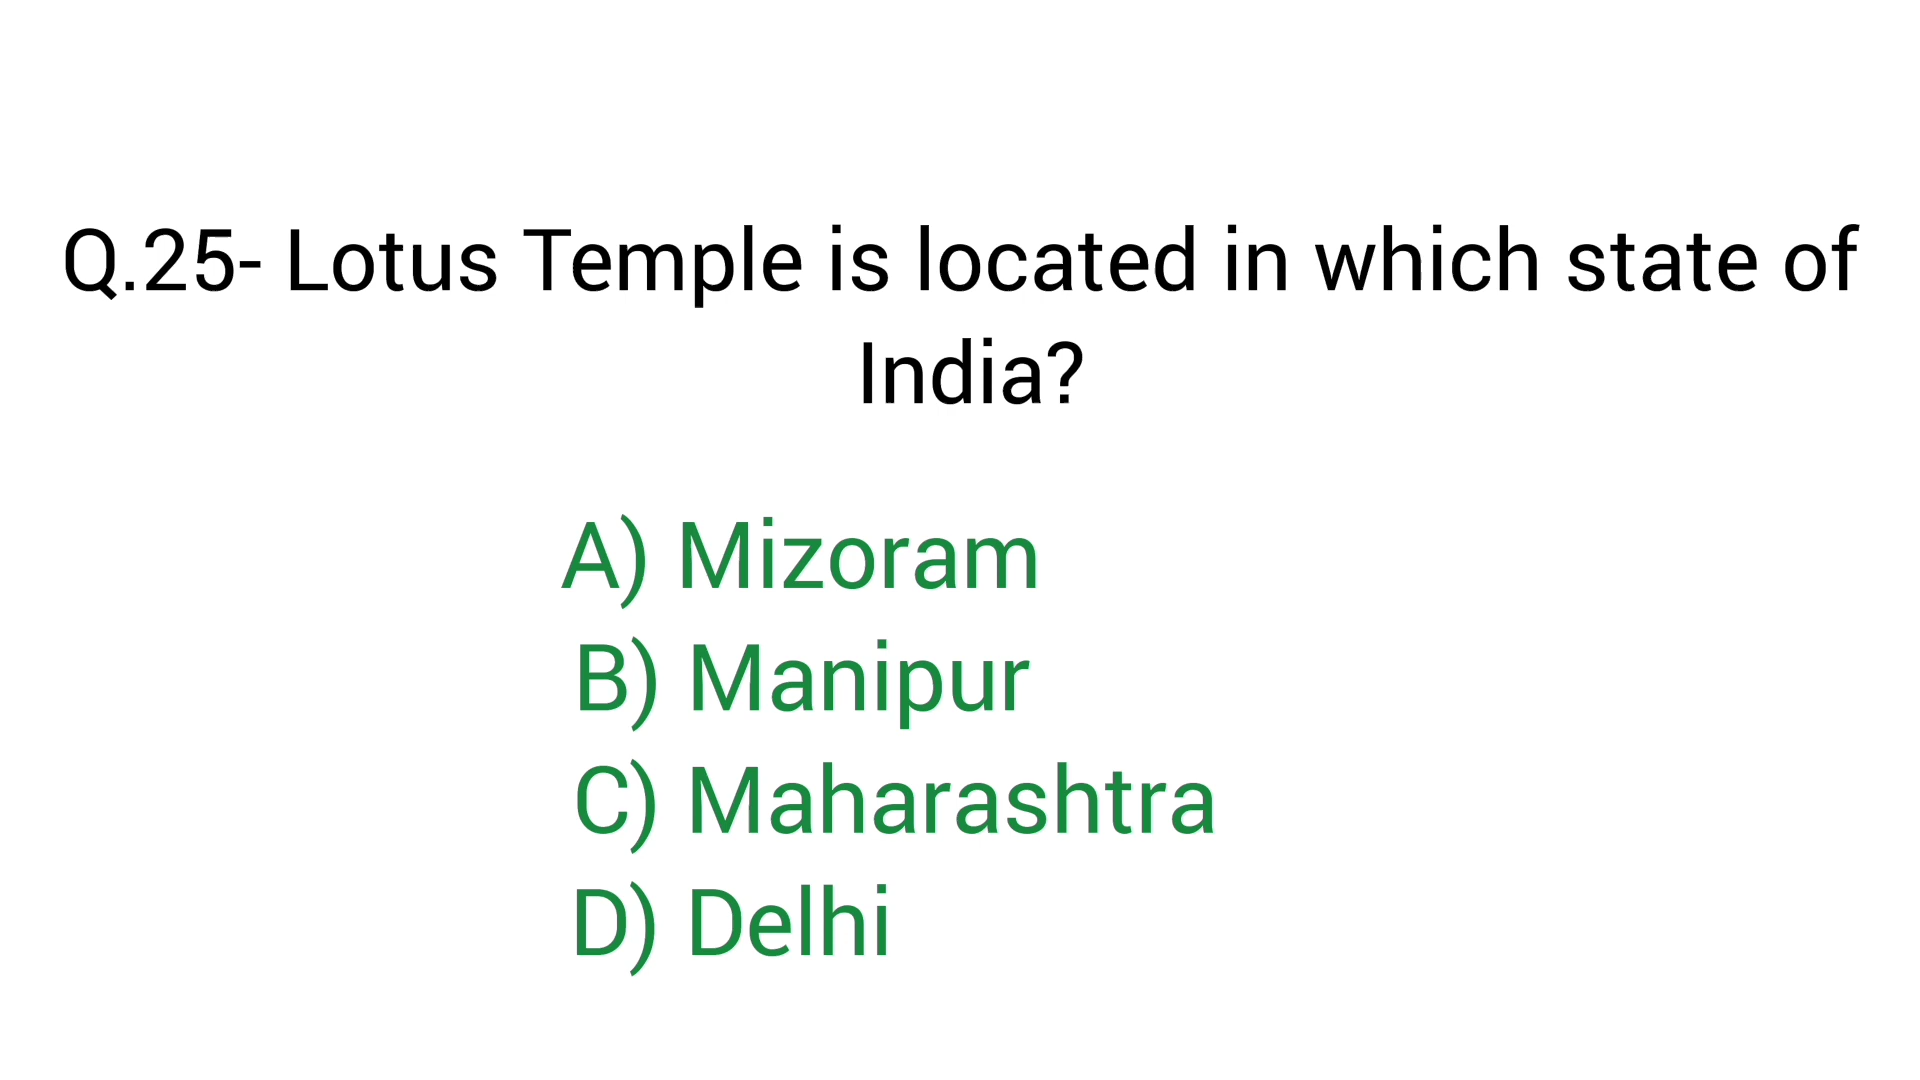 Q.25- Lotus Temple is located in which state of
India?
A) Mizoram
B) Manipur
C) Maharashtra
D) Delhi